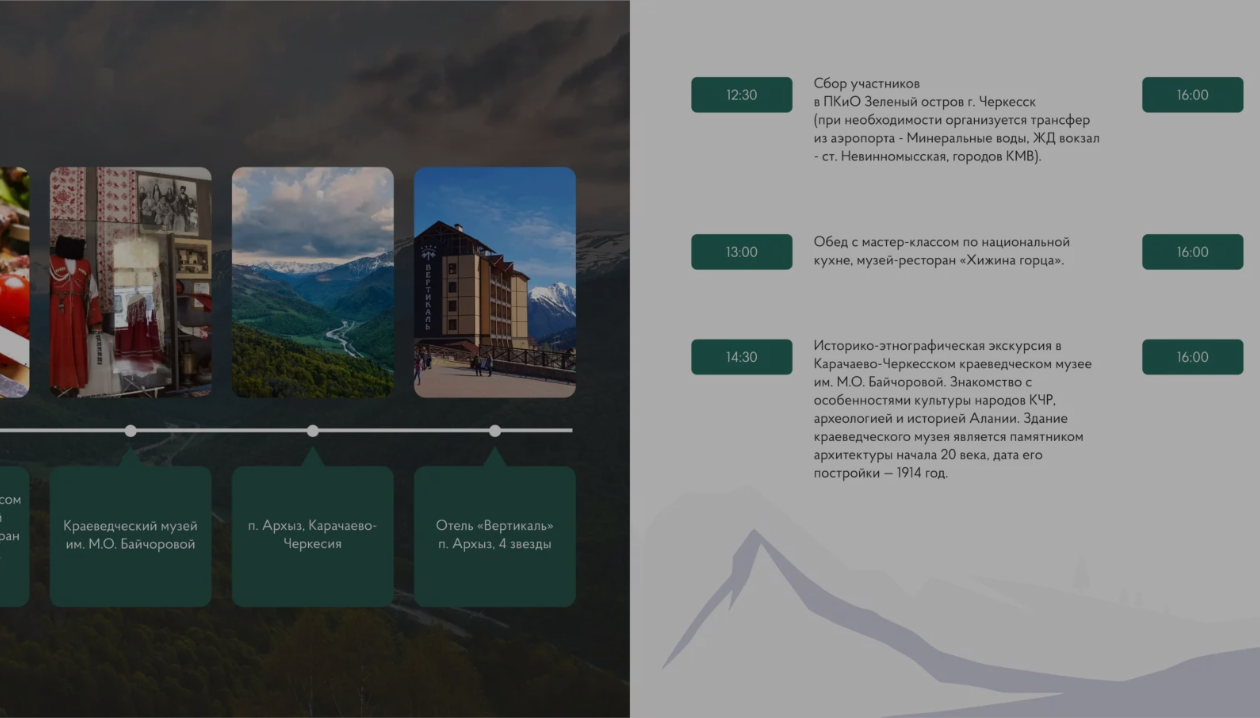 ВЕРТИКАЛЬ
сом
й
ран
Краеведческий музей
им. М.О. Байчоровой
п. Архыз, Карачаево-
Черкесия
Отель «Вертикаль»
п. Архыз, 4 звезды
12:30
Сбор участников
в ПКиО Зеленый остров г. Черкесск
(при необходимости организуется трансфер
из аэропорта - Минеральные воды, ЖД вокзал
- ст. Невинномысская, городов КМВ).
16:00
13:00
Обед с мастер-классом по национальной
кухне, музей-ресторан «Хижина горца».
16:00
14:30
Историко-этнографическая экскурсия в
Карачаево-Черкесском краеведческом музее
им. М.О. Байчоровой. Знакомство с
особенностями культуры народов КЧР,
археологией и историей Алании. Здание
краеведческого музея является памятником
архитектуры начала 20 века, дата его
постройки — 1914 год.
16:00